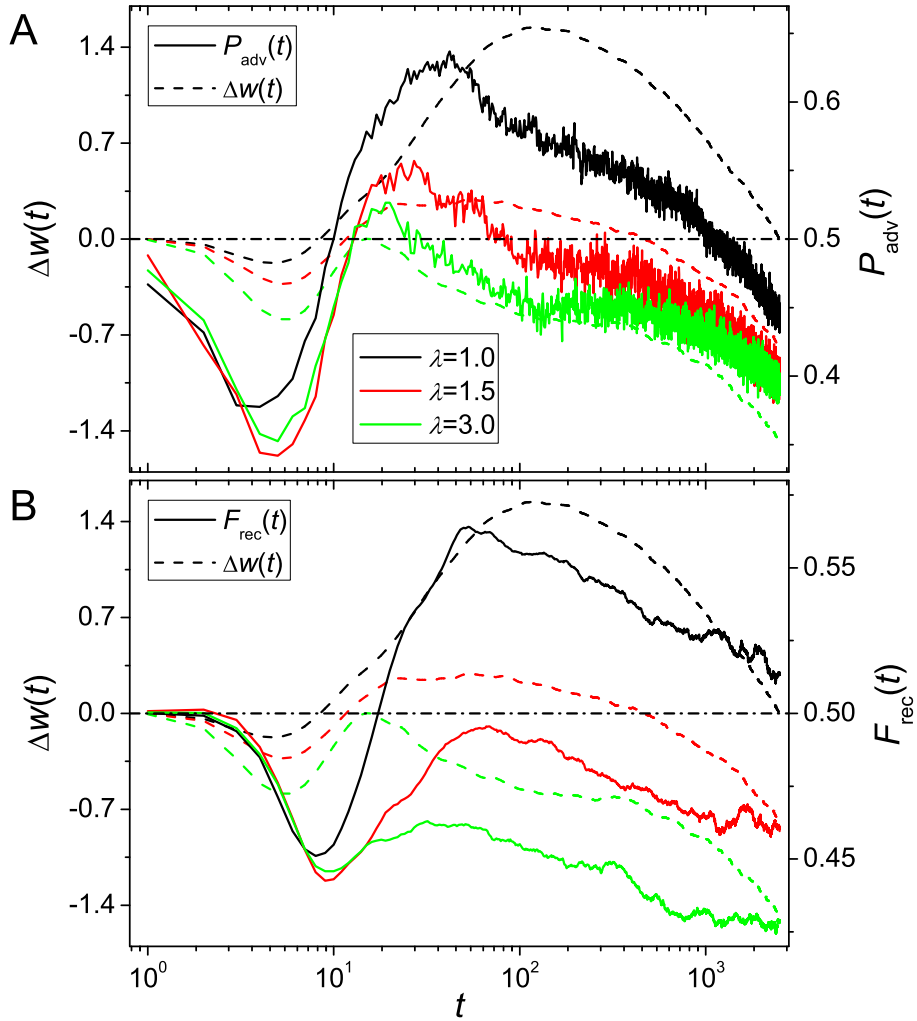 A
P_adv(t)
Δw(t)
1.4
0.7
0.0
-0.7
-1.4
Δw(t)
0.6
0.5
0.4
P_adv(t)
λ=1.0
λ=1.5
λ=3.0
B
F_rec(t)
Δw(t)
1.4
0.7
0.0
-0.7
-1.4
Δw(t)
0.55
0.50
0.45
F_rec(t)
10^0
10^1
10^2
10^3
t